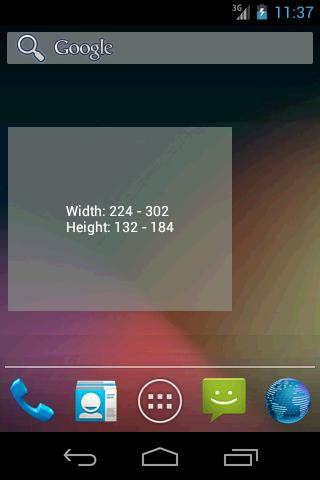 3G
11:37
Google
Width: 224 - 302
Height: 132 - 184